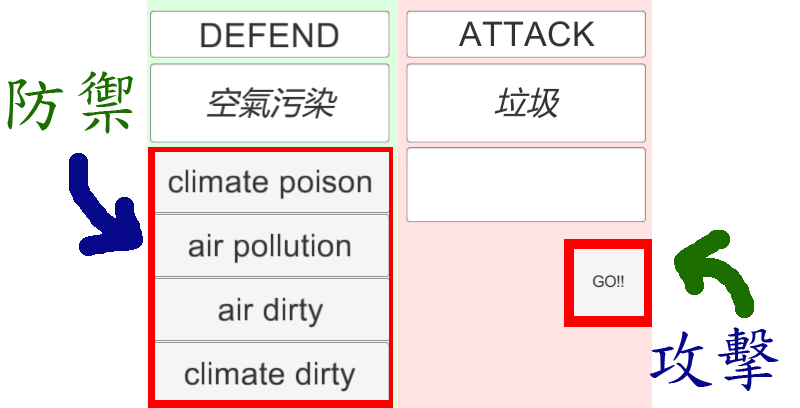 DEFEND
ATTACK
防禦
空氣污染
垃圾
climate poison
air pollution
air dirty
climate dirty
GO!!
攻擊